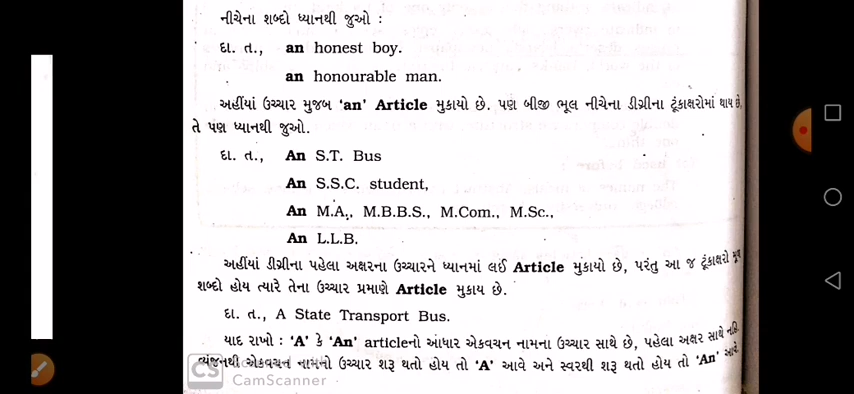 નીચેના શબ્દો ધ્યાનથી જુઓ :
દા. ત., an honest boy.
an honourable man.
અહીંયાં ઉચ્ચાર મુજબ ‘an’ Article મુકાયો છે. પણ બીજી ભૂલ નીચેના ડીગ્રીના ટૂંકાક્ષરોમાં થાય છે,
તે પણ ધ્યાનથી જુઓ.
દા. ત., An S.T. Bus
An S.S.C. student,
An M.A., M.B.B.S., M.Com., M.Sc.,
An L.L.B.
અહીંયાં ડીગ્રીના પહેલા અક્ષરના ઉચ્ચારને ધ્યાનમાં લઈ Article મુકાયો છે, પરંતુ આ જ ટૂંકાક્ષરો મૂળ
શબ્દો હોય ત્યારે તેના ઉચ્ચાર પ્રમાણે Article મુકાય છે.
દા. ત., A State Transport Bus.
યાદ રાખો : ‘A’ કે ‘An’ articleનો આધાર એકવચન નામના ઉચ્ચાર સાથે છે, પહેલા અક્ષર સાથે નહિ.
વ્યંજનથી એકવચન નામનો ઉચ્ચાર શરૂ થતો હોય તો ‘A’ આવે અને સ્વરથી શરૂ થતો હોય તો ‘An’ આવે.
CS
CamScanner